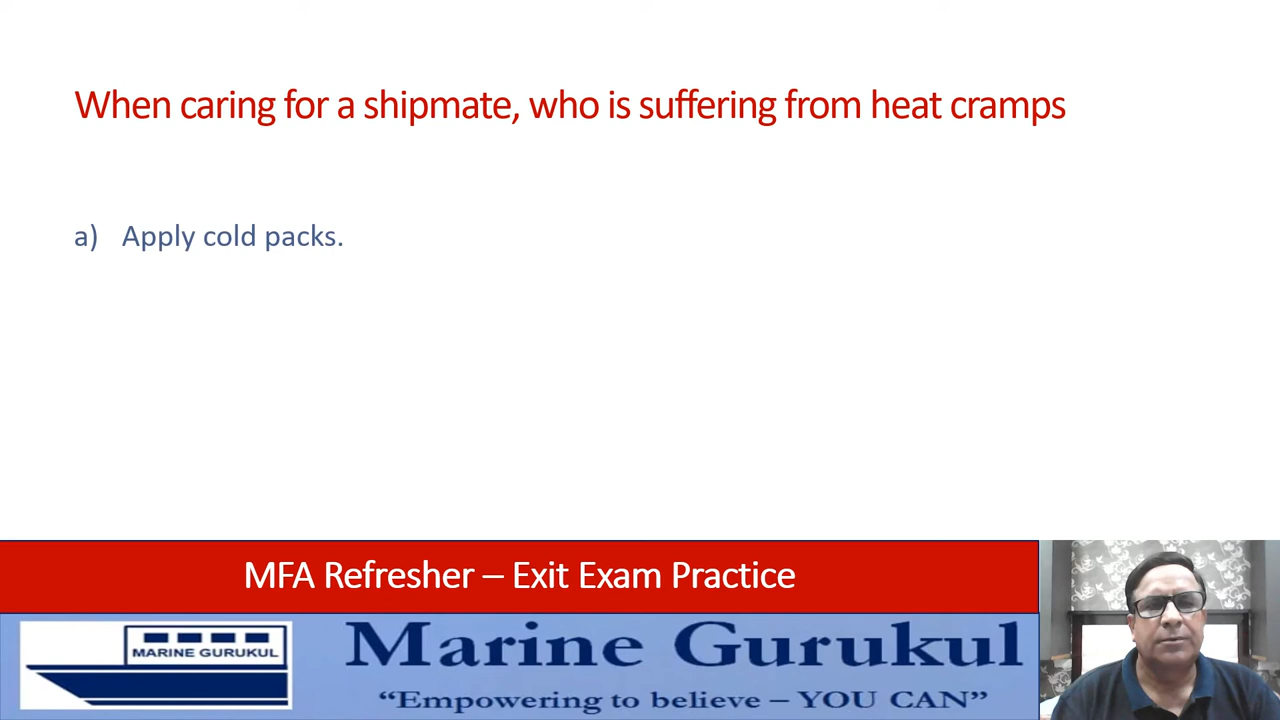 When caring for a shipmate, who is suffering from heat cramps
a) Apply cold packs.
MFA Refresher – Exit Exam Practice
MARINE GURUKUL
Marine Gurukul
“Empowering to believe – YOU CAN”